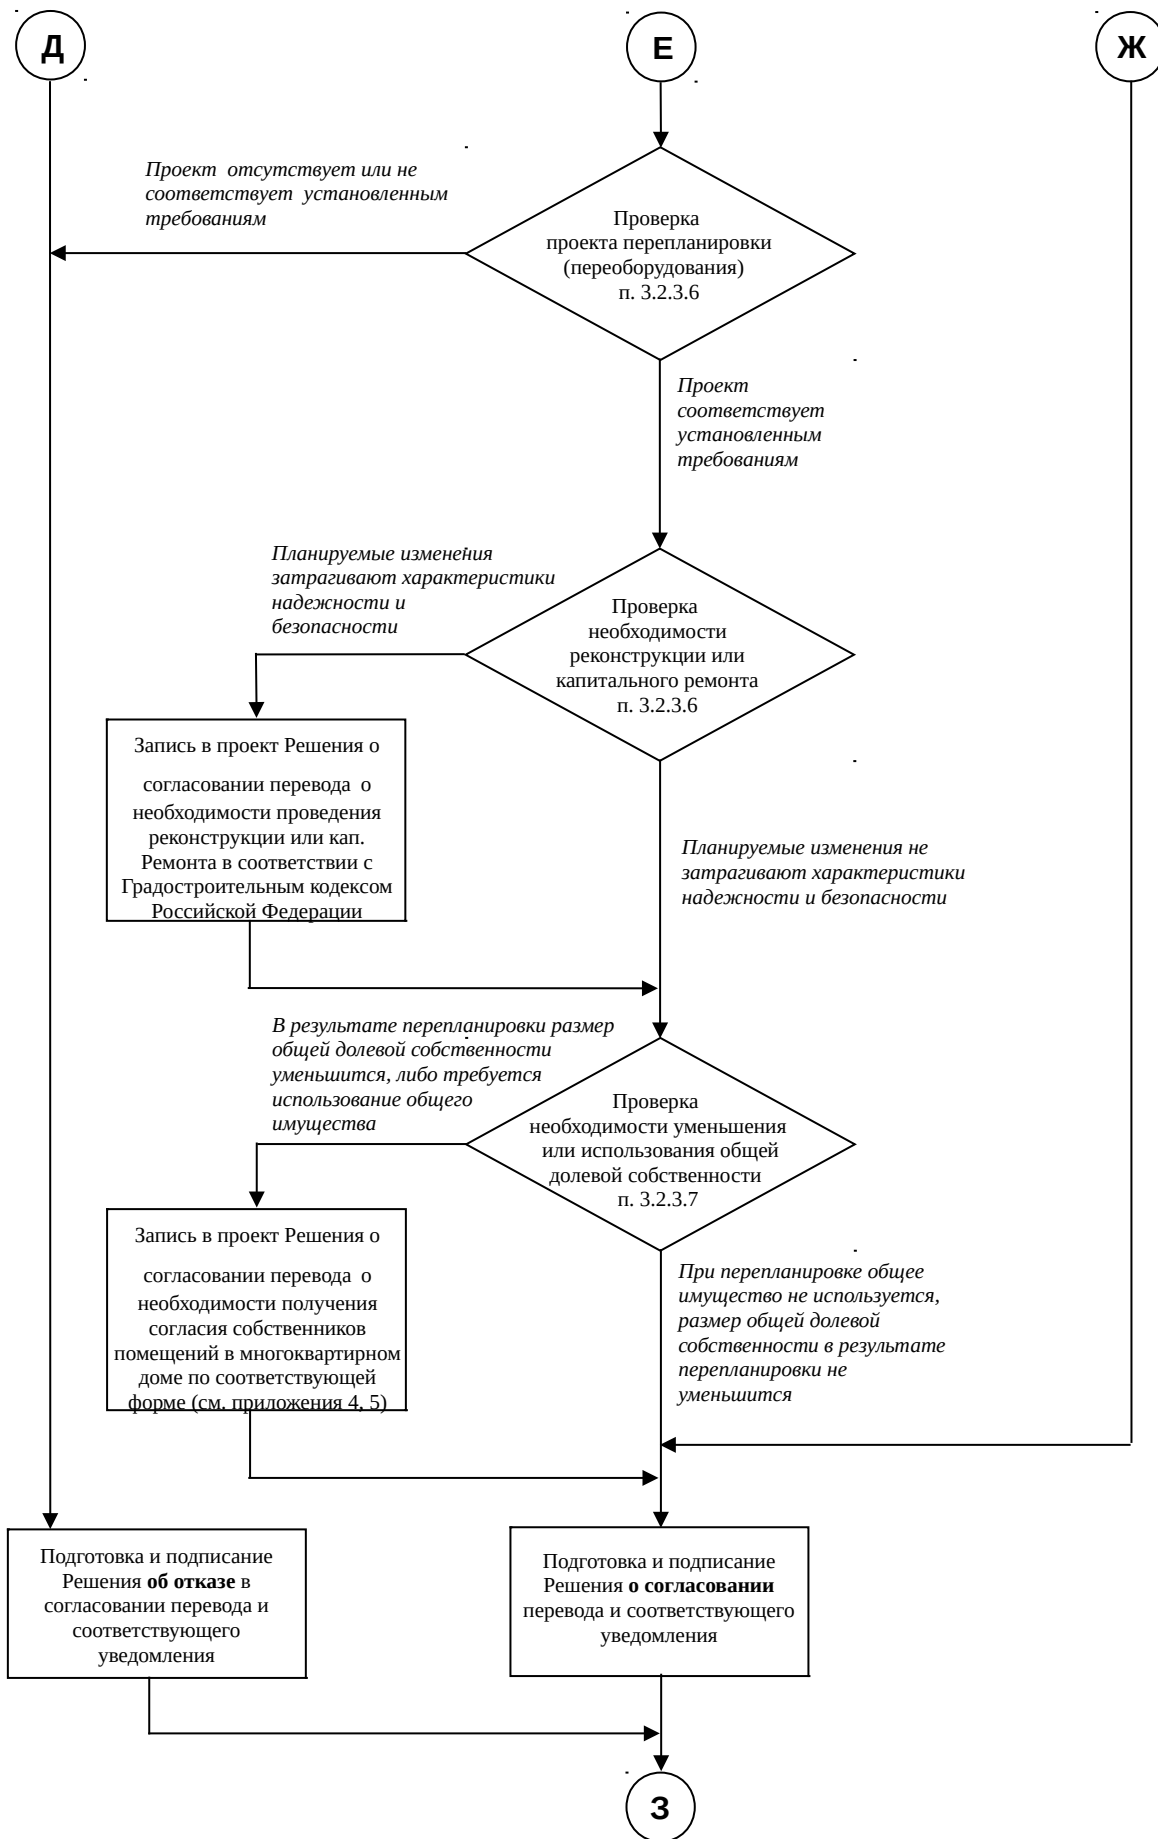 Д
Е
Ж
Проект  отсутствует или не
соответствует  установленным
требованиям
Проверка
проекта перепланировки
(переоборудования)
п. 3.2.3.6
Проект
соответствует
установленным
требованиям
Планируемые изменения
затрагивают характеристики
надежности и
безопасности
Проверка
необходимости
реконструкции или
капитального ремонта
п. 3.2.3.6
Запись в проект Решения о
согласовании перевода  о
необходимости проведения
реконструкции или кап.
Ремонта в соответствии с
Градостроительным кодексом
Российской Федерации
Планируемые изменения не
затрагивают характеристики
надежности и безопасности
В результате перепланировки размер
общей долевой собственности
уменьшится, либо требуется
использование общего
имущества
Проверка
необходимости уменьшения
или использования общей
долевой собственности
п. 3.2.3.7
Запись в проект Решения о
согласовании перевода  о
необходимости получения
согласия собственников
помещений в многоквартирном
доме по соответствующей
форме (см. приложения 4, 5)
При перепланировке общее
имущество не используется,
размер общей долевой
собственности в результате
перепланировки не
уменьшится
Подготовка и подписание
Решения об отказе в
согласовании перевода и
соответствующего
уведомления
Подготовка и подписание
Решения о согласовании
перевода и соответствующего
уведомления
З